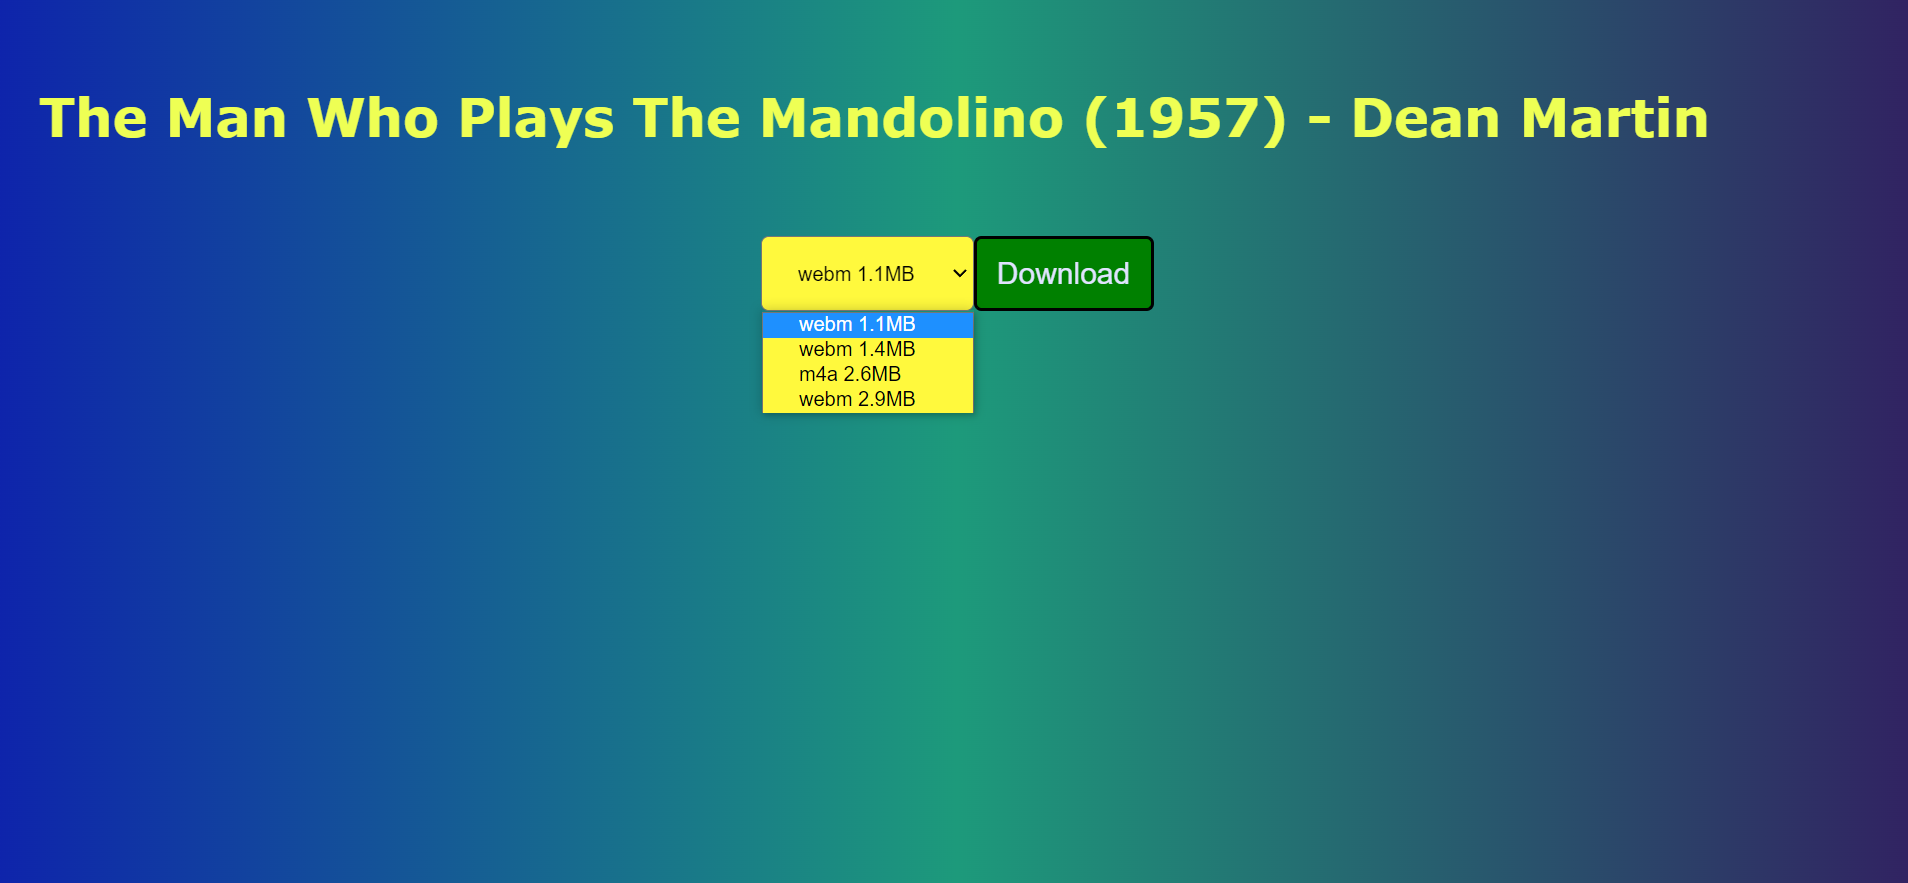 The Man Who Plays The Mandolino (1957) - Dean Martin
webm 1.1MB
Download
webm 1.1MB
webm 1.4MB
m4a 2.6MB
webm 2.9MB